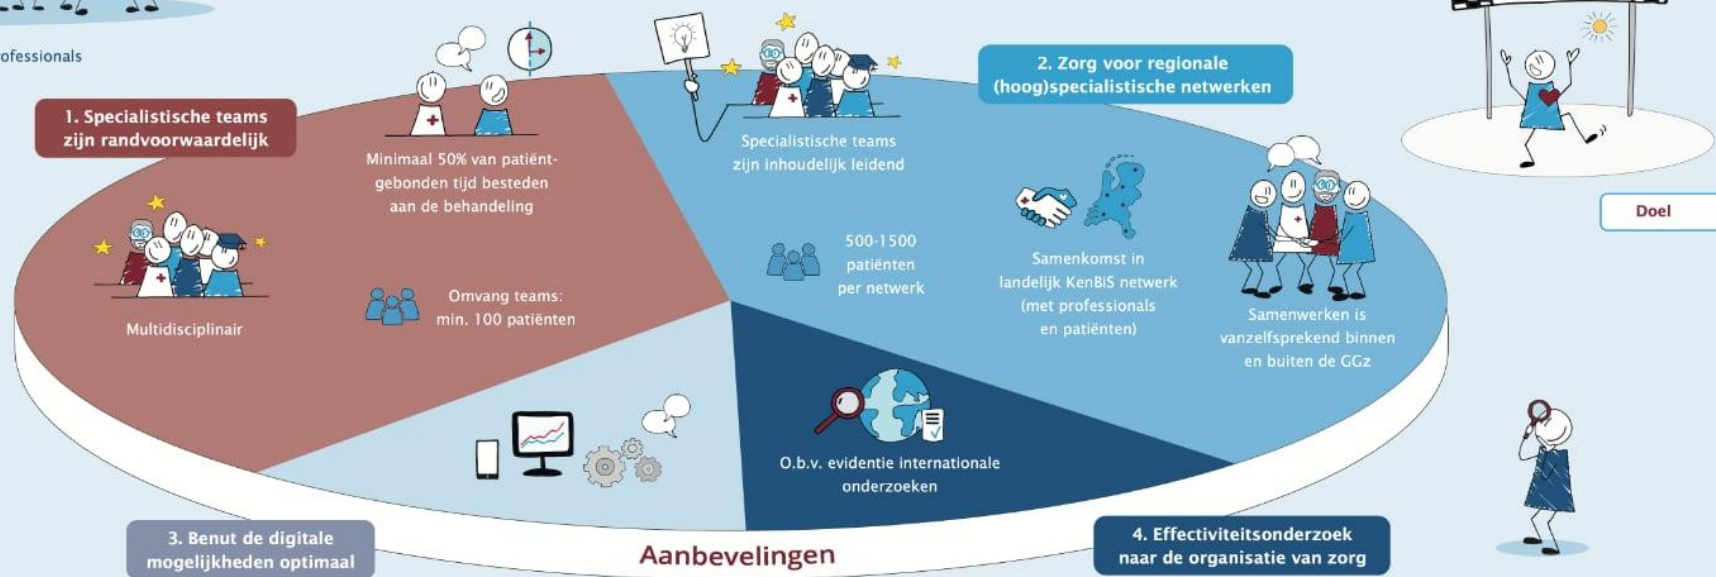 ofessionals
1. Specialistische teams
zijn randvoorwaardelijk
Minimaal 50% van patiënt-
gebonden tijd besteden
aan de behandeling
Multidisciplinair
Omvang teams:
min. 100 patiënten
2. Zorg voor regionale
(hoog)specialistische netwerken
Specialistische teams
zijn inhoudelijk leidend
500-1500
patiënten
per netwerk
Samenkomst in
landelijk KenBiS netwerk
(met professionals
en patiënten)
Samenwerken is
vanzelfsprekend binnen
en buiten de GGz
Doel
O.b.v. evidentie internationale
onderzoeken
3. Benut de digitale
mogelijkheden optimaal
Aanbevelingen
4. Effectiviteitsonderzoek
naar de organisatie van zorg